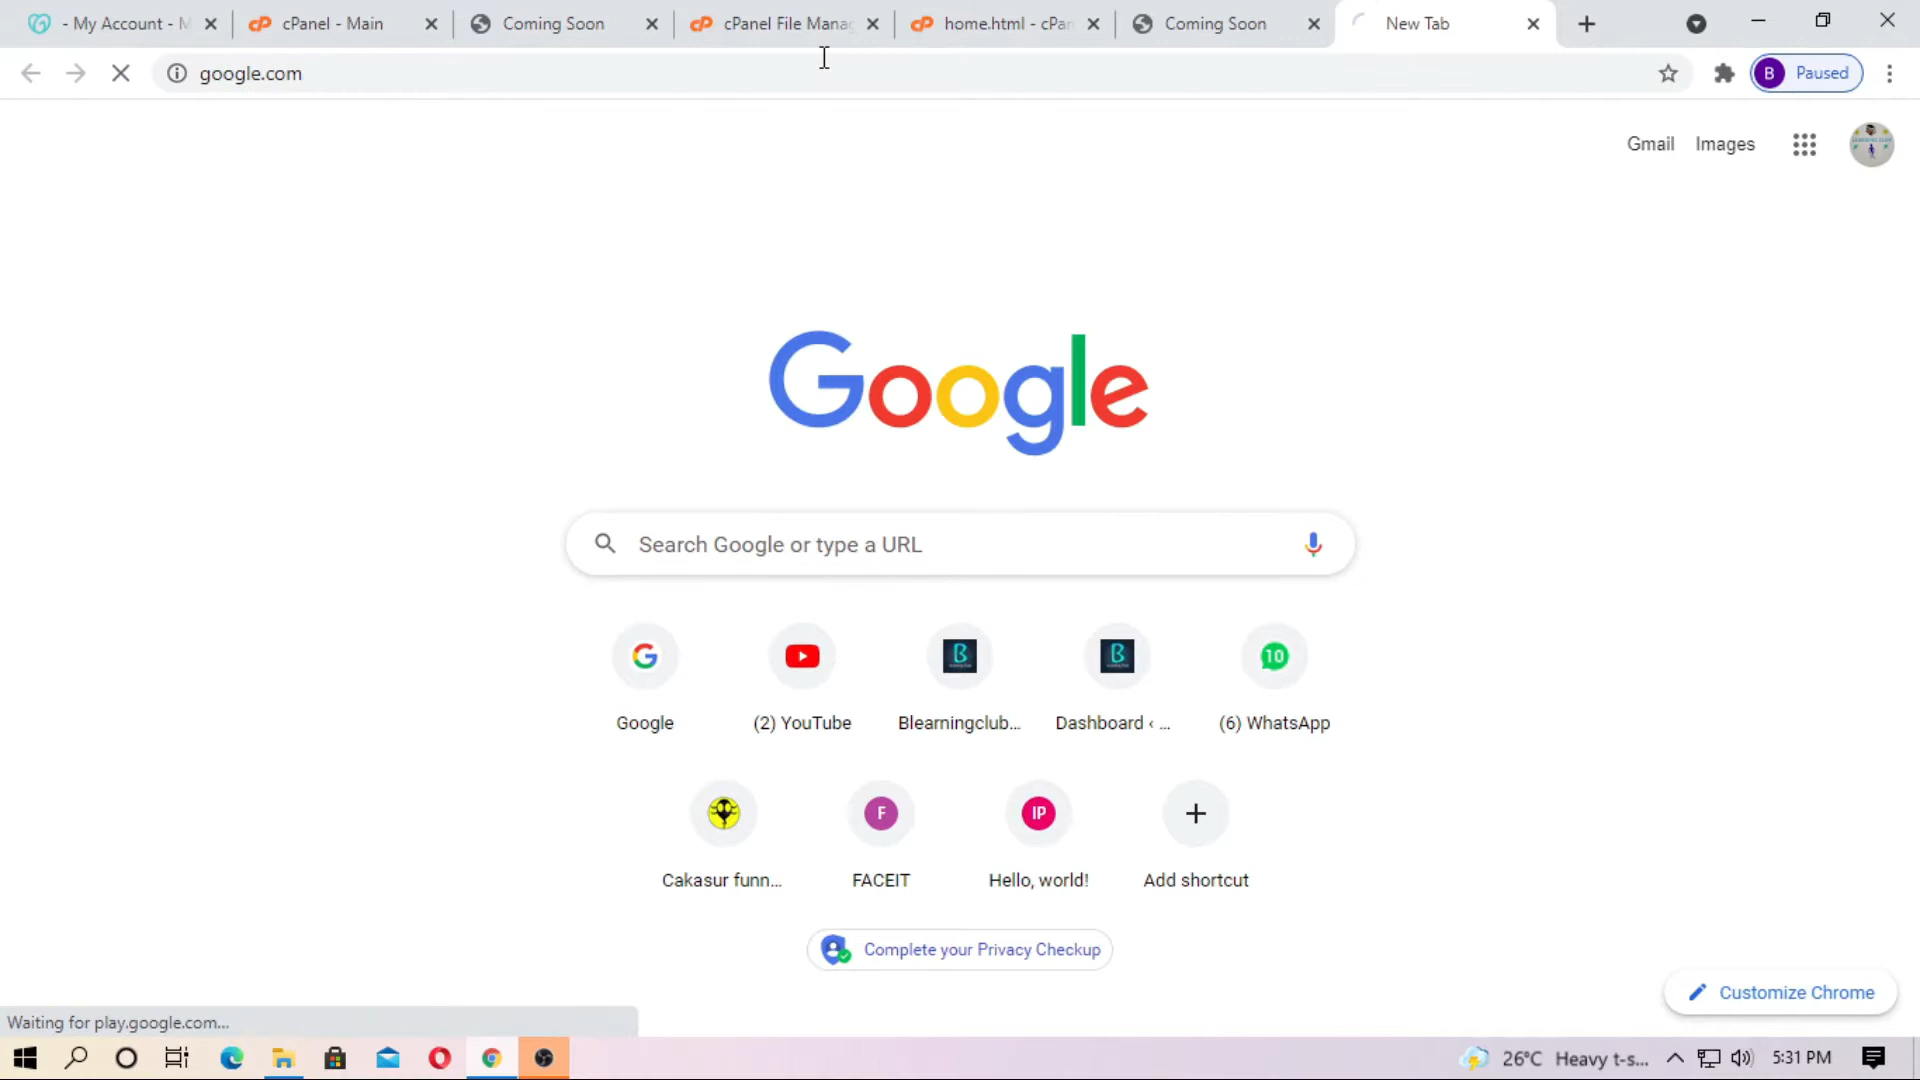 - My Account - M
cPanel - Main
Coming Soon
cPanel File Manag
home.html - cPan
Coming Soon
New Tab
google.com
B
Paused
Gmail
Images
Google
Search Google or type a URL
Google
(2) YouTube
Blearningclub...
Dashboard ‹ ...
10
(6) WhatsApp
Cakasur funn...
F
FACEIT
IP
Hello, world!
Add shortcut
Complete your Privacy Checkup
Customize Chrome
Waiting for play.google.com...
26°C Heavy t-s...
5:31 PM